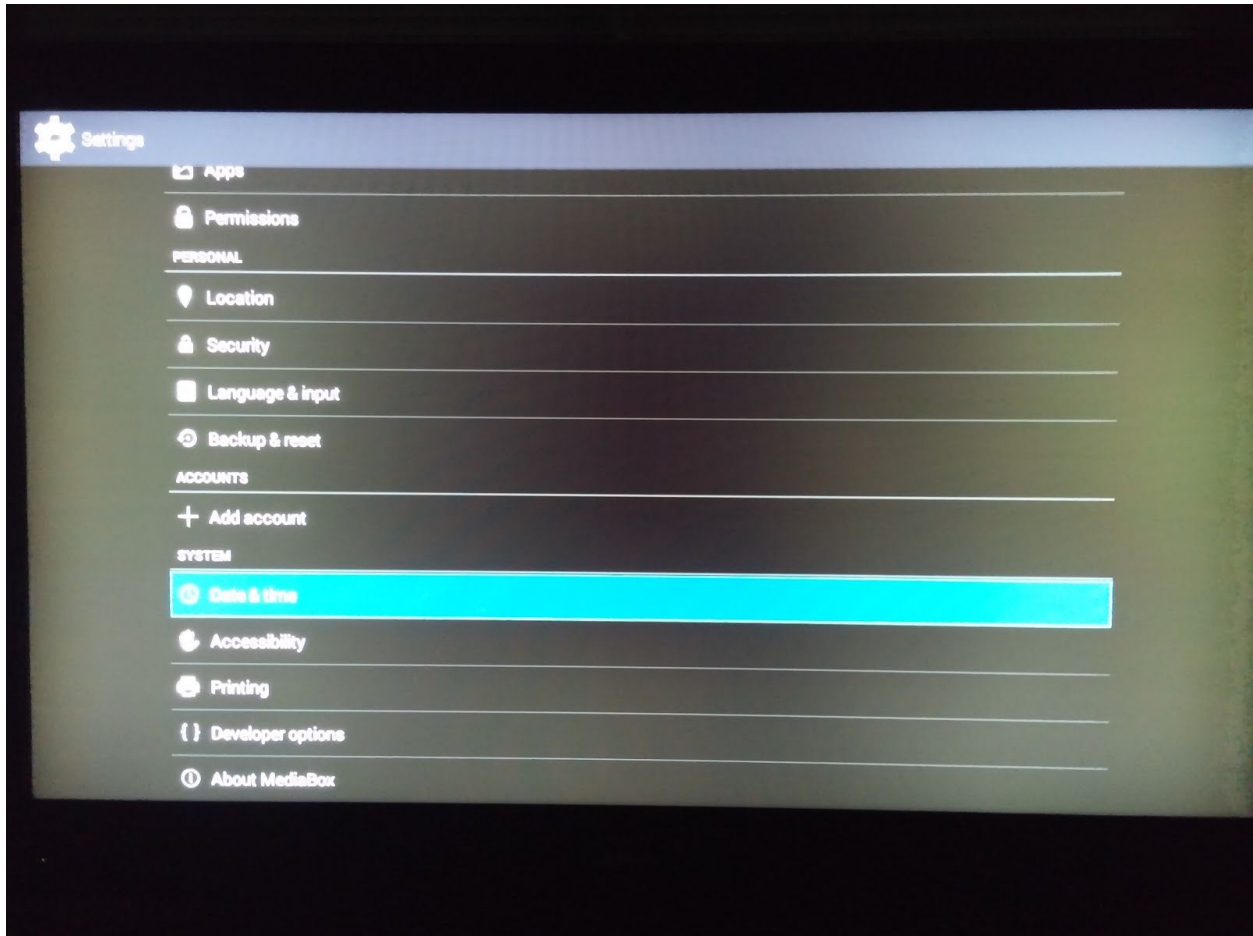 Settings
Apps
Permissions
PERSONAL
Location
Security
Language & input
Backup & reset
ACCOUNTS
Add account
SYSTEM
Date & time
Accessibility
Printing
{ } Developer options
About MediaBox